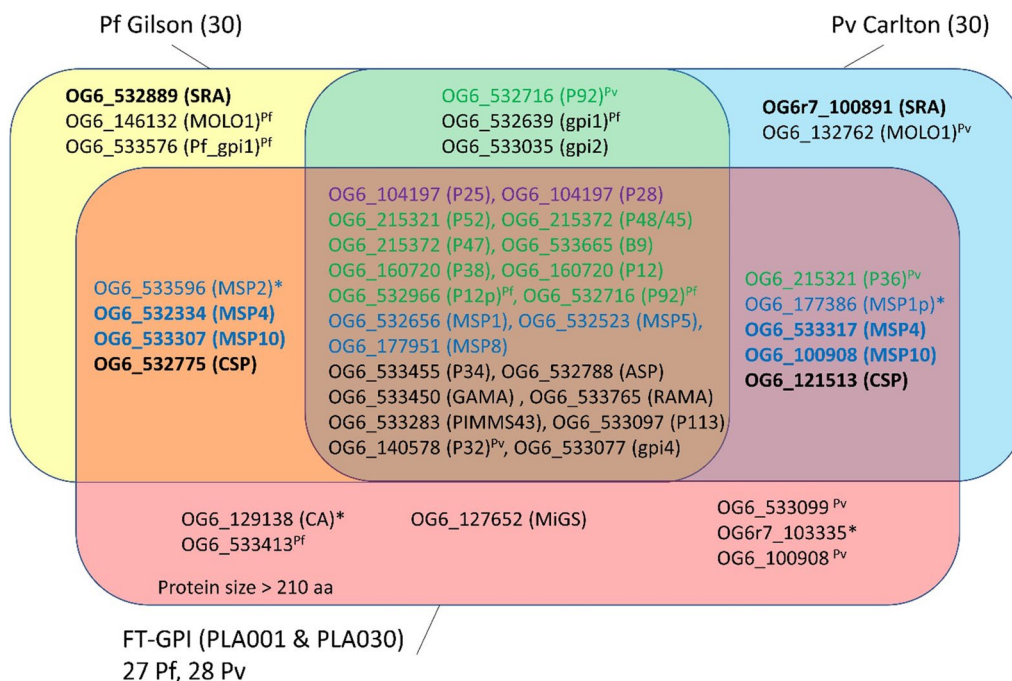 Pf Gilson (30)
Pv Carlton (30)
OG6_532889 (SRA)
OG6_146132 (MOLO1)Pf
OG6_533576 (Pf_gpi1)Pf
OG6_532716 (P92)Pv
OG6_532639 (gpi1)Pf
OG6_533035 (gpi2)
OG6r7_100891 (SRA)
OG6_132762 (MOLO1)Pv
OG6_104197 (P25), OG6_104197 (P28)
OG6_215321 (P52), OG6_215372 (P48/45)
OG6_215372 (P47), OG6_533665 (B9)
OG6_160720 (P38), OG6_160720 (P12)
OG6_532966 (P12p)Pf, OG6_532716 (P92)Pf
OG6_532656 (MSP1), OG6_532523 (MSP5),
OG6_177951 (MSP8)
OG6_533455 (P34), OG6_532788 (ASP)
OG6_533450 (GAMA) , OG6_533765 (RAMA)
OG6_533283 (PIMMS43), OG6_533097 (P113)
OG6_140578 (P32)Pv, OG6_533077 (gpi4)
OG6_533596 (MSP2)*
OG6_532334 (MSP4)
OG6_533307 (MSP10)
OG6_532775 (CSP)
OG6_215321 (P36)Pv
OG6_177386 (MSP1p)*
OG6_533317 (MSP4)
OG6_100908 (MSP10)
OG6_121513 (CSP)
OG6_129138 (CA)*
OG6_533413Pf
OG6_127652 (MiGS)
OG6_533099 Pv
OG6r7_103335*
OG6_100908 Pv
Protein size > 210 aa
FT-GPI (PLA001 & PLA030)
27 Pf, 28 Pv